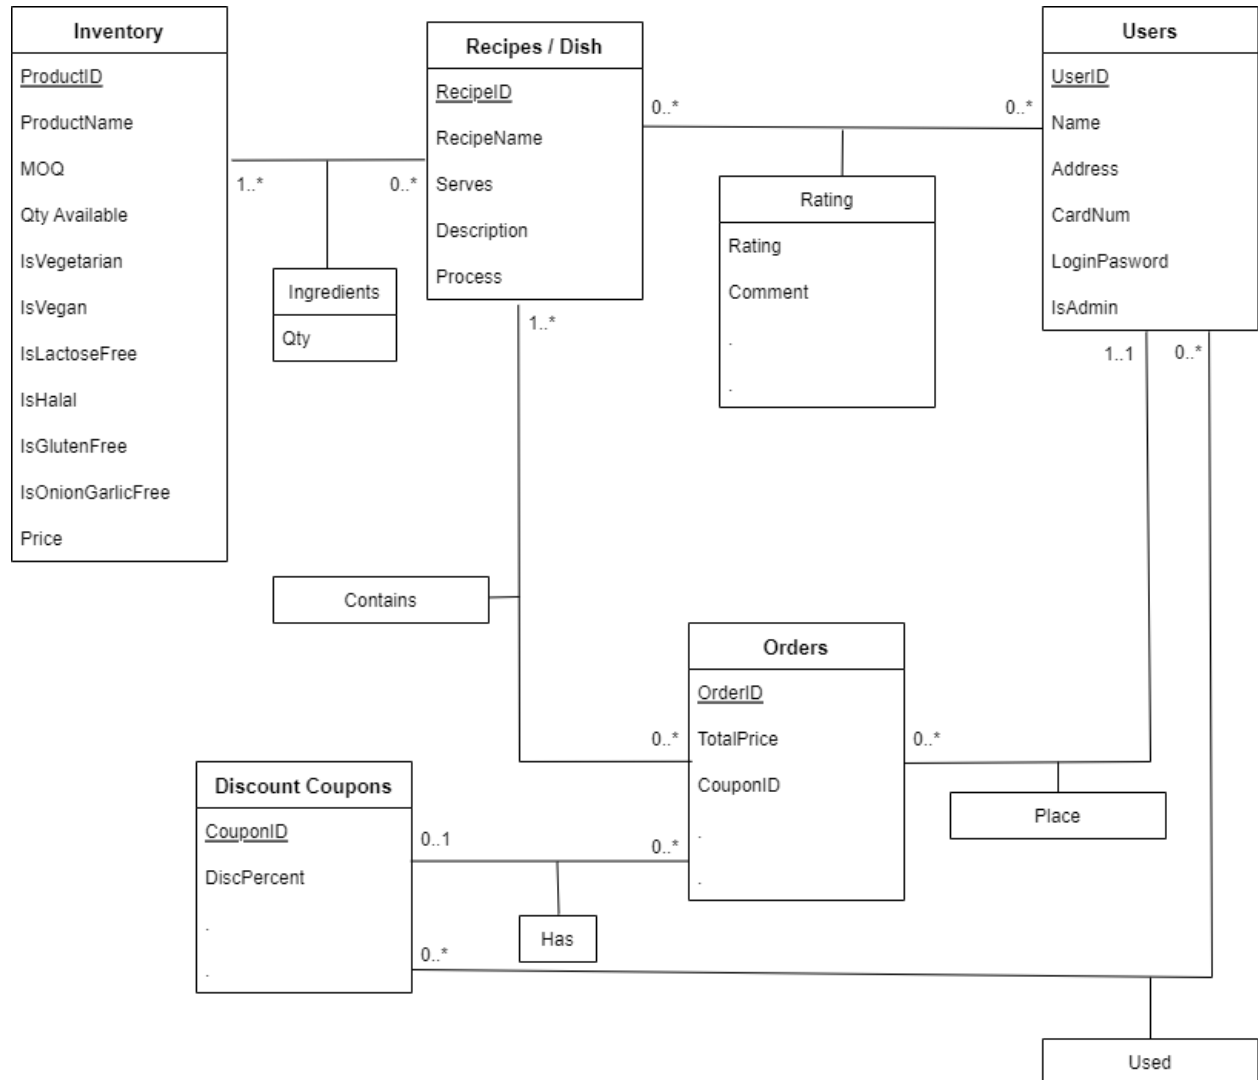 Inventory
ProductID
ProductName
MOQ
Qty Available
IsVegetarian
IsVegan
IsLactoseFree
IsHalal
IsGlutenFree
IsOnionGarlicFree
Price
1..*
0..*
Ingredients
Qty
Recipes / Dish
RecipeID
RecipeName
Serves
Description
Process
0..*
0..*
1..*
Rating
Rating
Comment
.
.
Users
UserID
Name
Address
CardNum
LoginPasword
IsAdmin
1..1
0..*
Contains
Orders
OrderID
TotalPrice
CouponID
.
.
0..*
0..*
Place
Discount Coupons
CouponID
DiscPercent
.
.
0..1
0..*
Has
0..*
Used